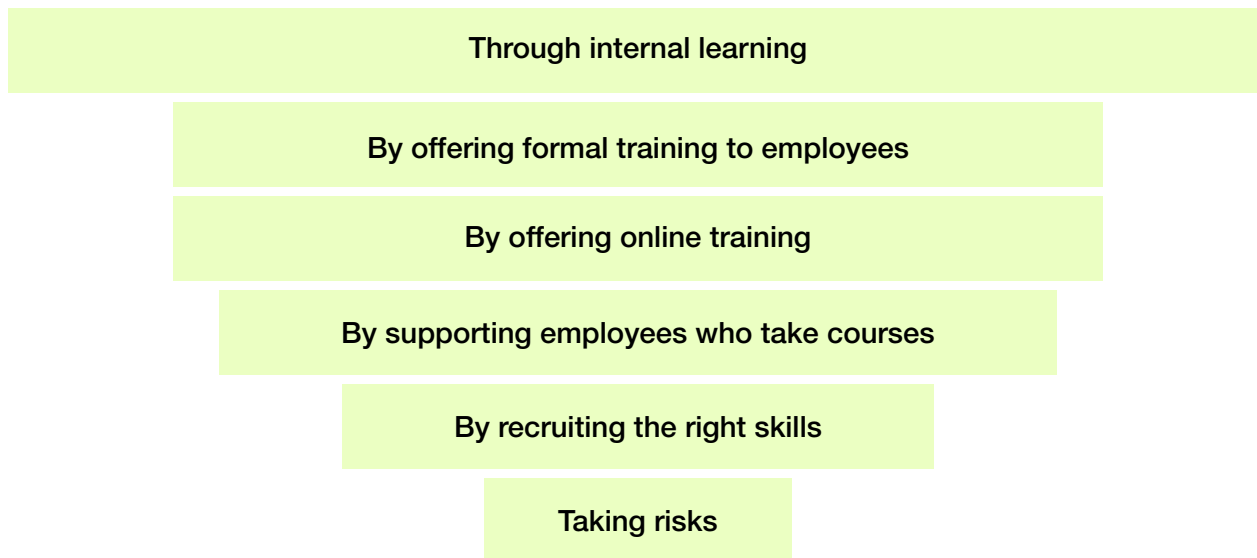 Through internal learning
By offering formal training to employees
By offering online training
By supporting employees who take courses
By recruiting the right skills
Taking risks